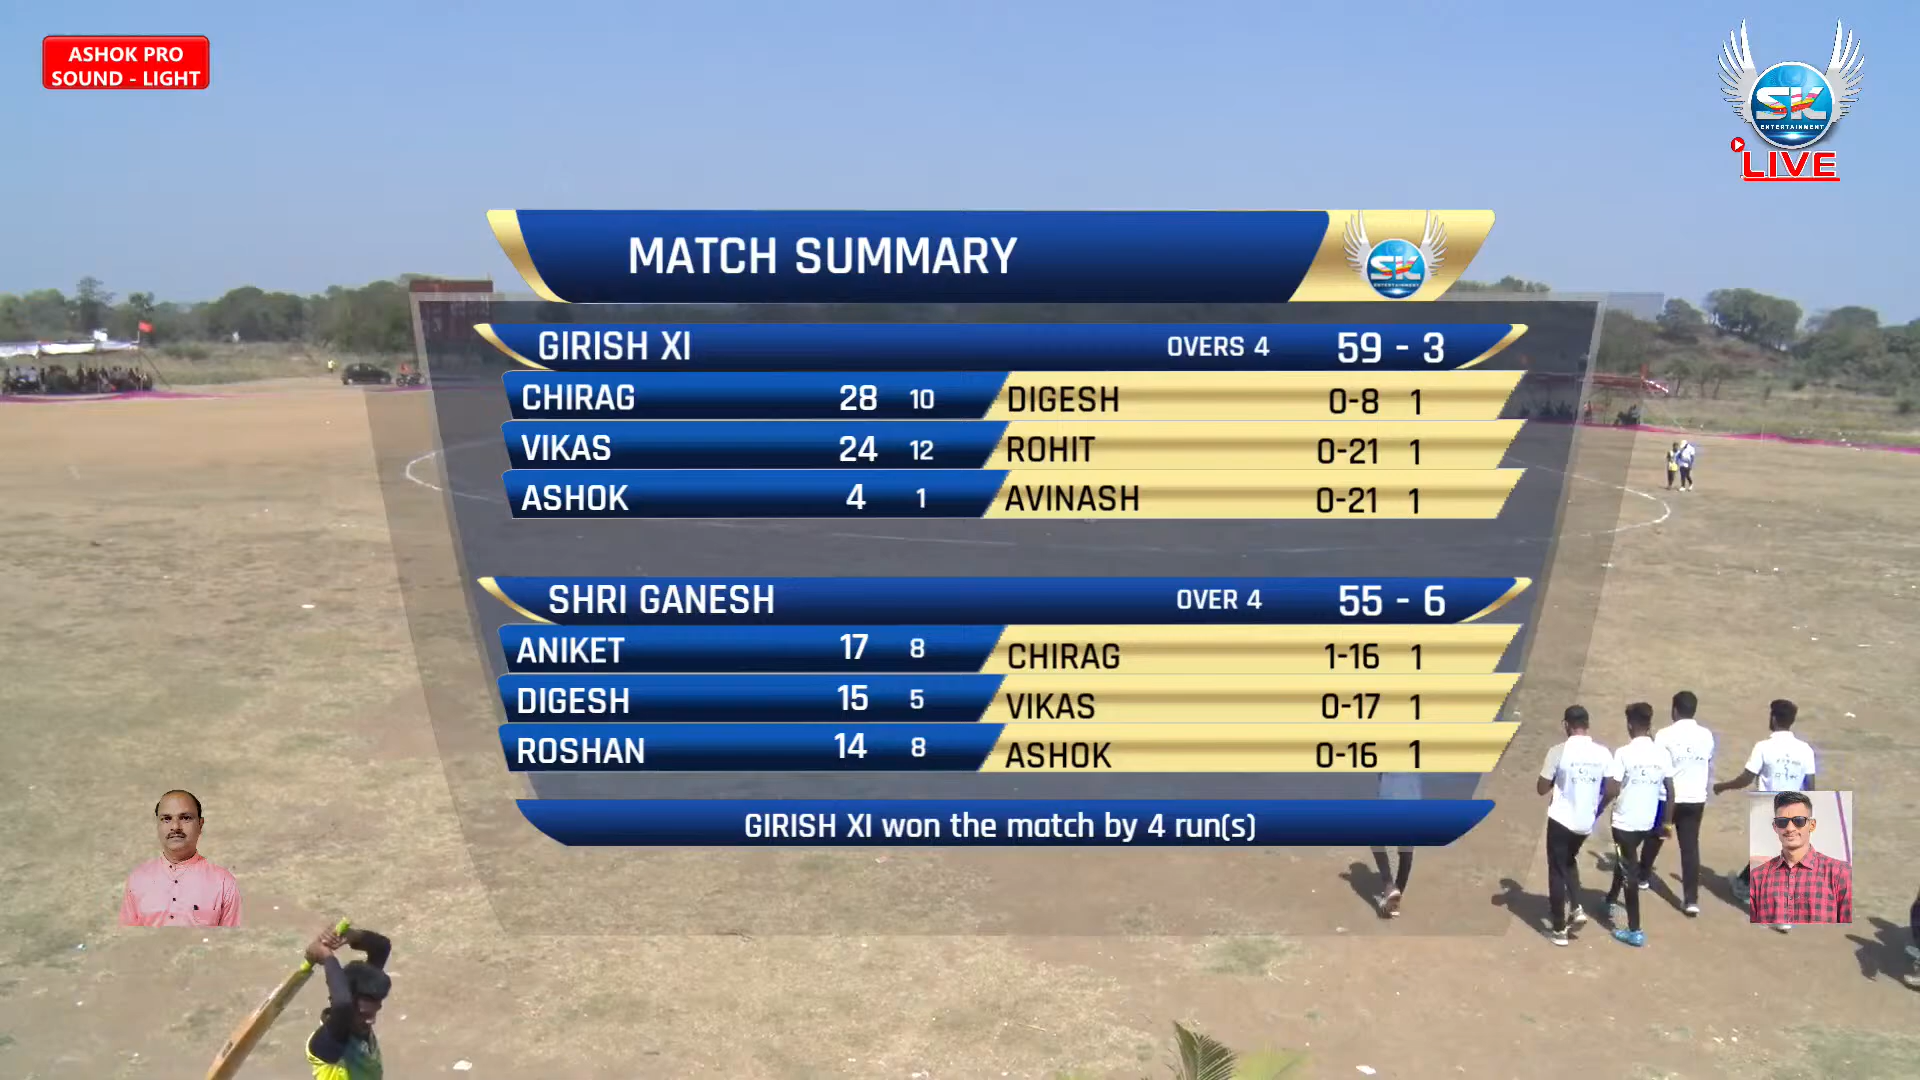 ASHOK PRO
SOUND - LIGHT
SK
ENTERTAINMENT
LIVE
MATCH SUMMARY
SK
ENTERTAINMENT
GIRISH XI OVERS 4 59 - 3
CHIRAG 28 10 DIGESH 0-8 1
VIKAS 24 12 ROHIT 0-21 1
ASHOK 4 1 AVINASH 0-21 1
SHRI GANESH OVER 4 55 - 6
ANIKET 17 8 CHIRAG 1-16 1
DIGESH 15 5 VIKAS 0-17 1
ROSHAN 14 8 ASHOK 0-16 1
GIRISH XI won the match by 4 run(s)